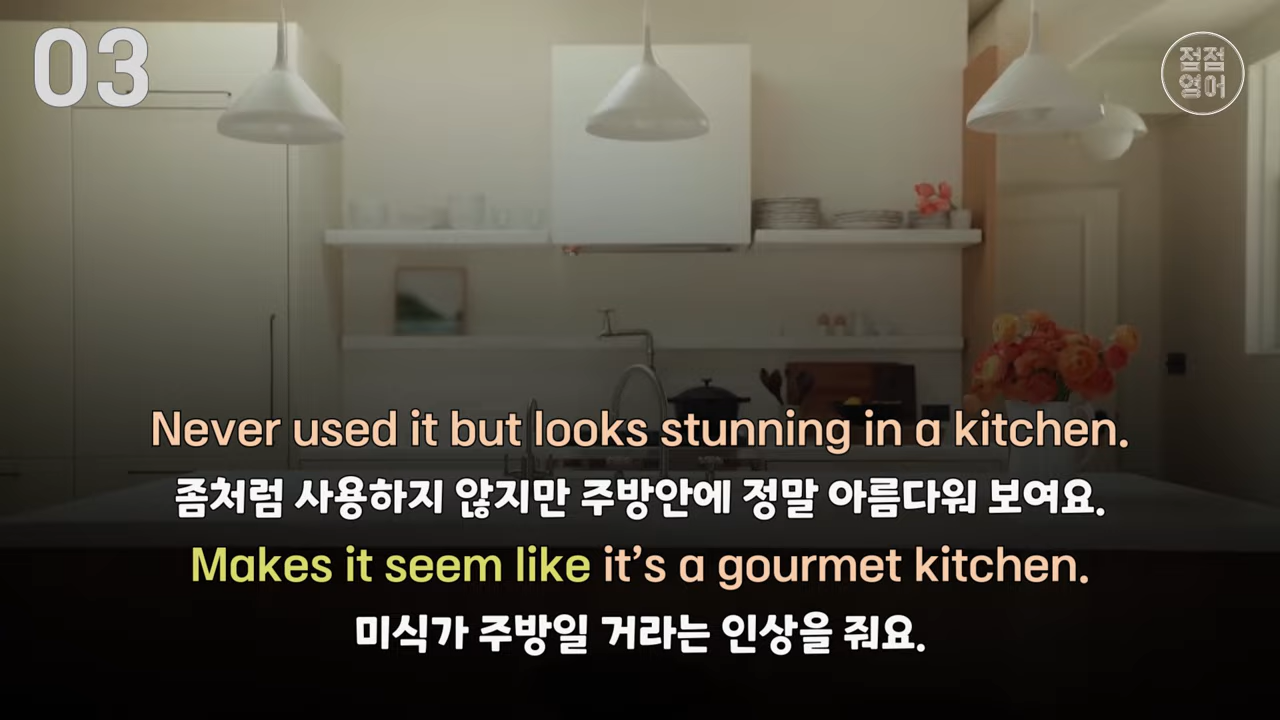 03
점점
영어
Never used it but looks stunning in a kitchen.
좀처럼 사용하지 않지만 주방안에 정말 아름다워 보여요.
Makes it seem like it’s a gourmet kitchen.
미식가 주방일 거라는 인상을 줘요.